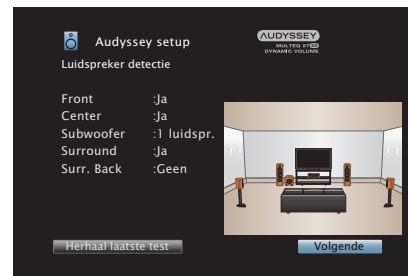 Audyssey setup
AUDYSSEY
MULTEQ XT32
DYNAMIC VOLUME
Luidspreker detectie
Front :Ja
Center :Ja
Subwoofer :1 luidspr.
Surround :Ja
Surr. Back :Geen
Herhaal laatste test
Volgende